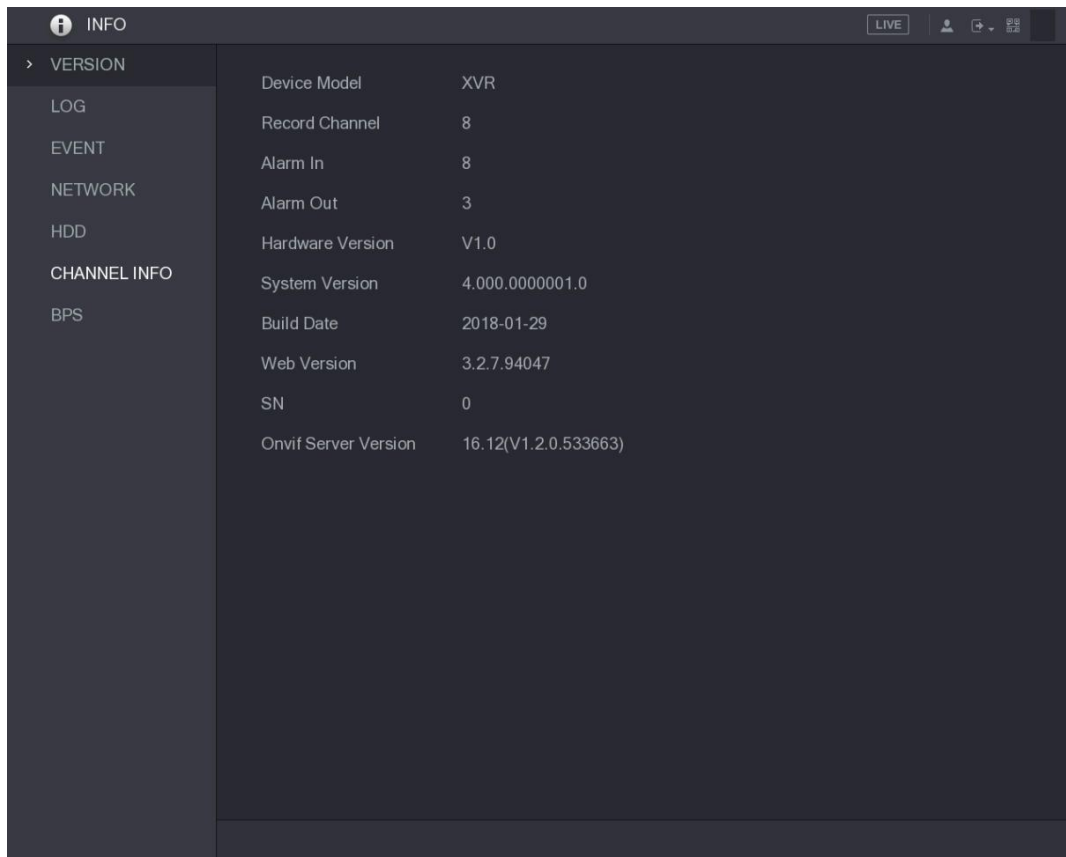 INFO
LIVE
VERSION
LOG
EVENT
NETWORK
HDD
CHANNEL INFO
BPS
Device Model XVR
Record Channel 8
Alarm In 8
Alarm Out 3
Hardware Version V1.0
System Version 4.000.0000001.0
Build Date 2018-01-29
Web Version 3.2.7.94047
SN 0
Onvif Server Version 16.12(V1.2.0.533663)